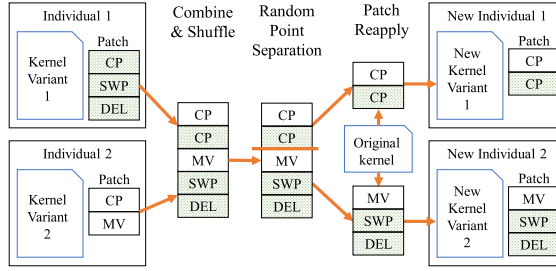 Individual 1
Kernel
Variant
1
Patch
CP
SWP
DEL
Individual 2
Kernel
Variant
2
Patch
CP
MV
Combine
& Shuffle
CP
CP
MV
SWP
DEL
Random
Point
Separation
CP
CP
MV
SWP
DEL
Patch
Reapply
CP
CP
Original
kernel
MV
SWP
DEL
New Individual 1
New
Kernel
Variant
1
Patch
CP
CP
New Individual 2
New
Kernel
Variant
2
Patch
MV
SWP
DEL